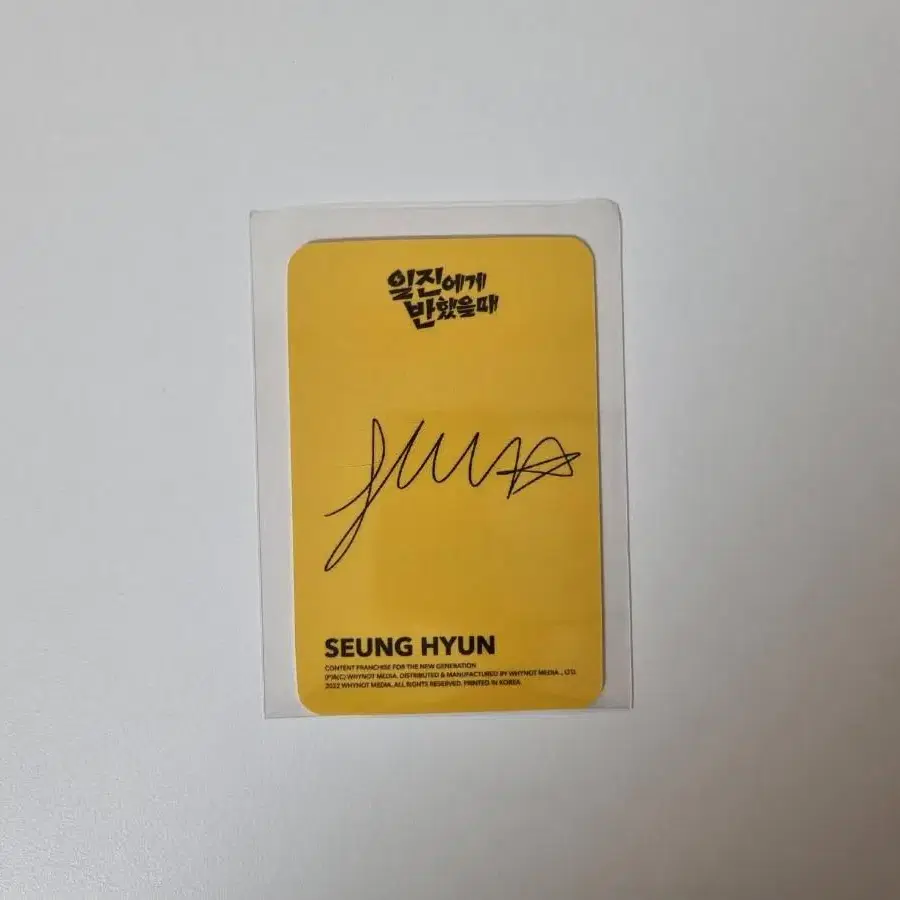 일진에게
반했을때
SEUNG HYUN
CONTENT FRANCHISE FOR THE NEW GENERATION
(P)&(C) WHYNOT MEDIA. DISTRIBUTED & MANUFACTURED BY WHYNOT MEDIA ., LTD.
2022 WHYNOT MEDIA. ALL RIGHTS RESERVED. PRINTED IN KOREA.